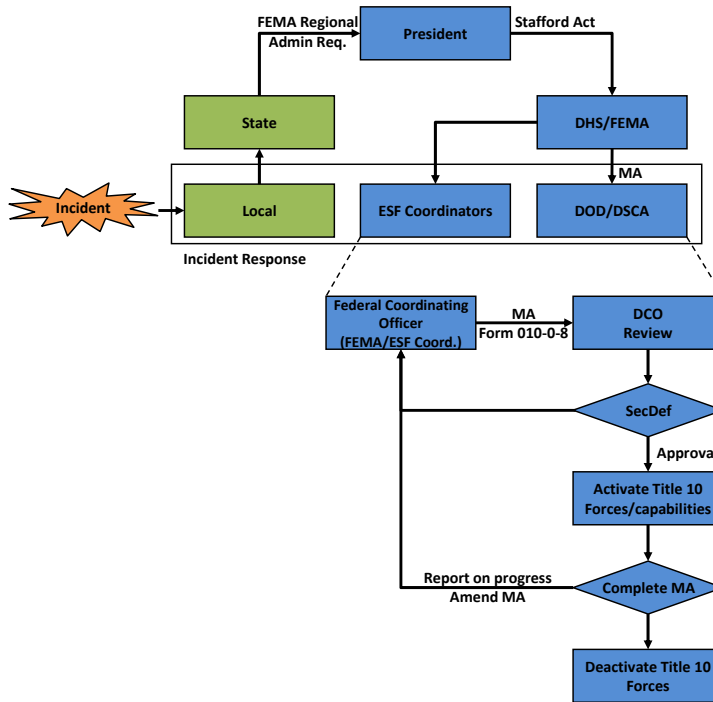 FEMA Regional
Admin Req.
President
Stafford Act
State
DHS/FEMA
MA
Incident
Local
ESF Coordinators
DOD/DSCA
Incident Response
Federal Coordinating
Officer
(FEMA/ESF Coord.)
MA
Form 010-0-8
DCO
Review
SecDef
Approva
Activate Title 10
Forces/capabilities
Report on progress
Amend MA
Complete MA
Deactivate Title 10
Forces